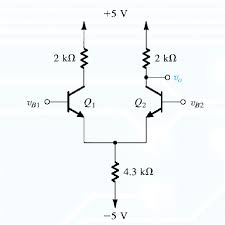 +5 V
2 kΩ 2 kΩ
v_o
v_B1 Q_1 Q_2 v_B2
4.3 kΩ
−5 V